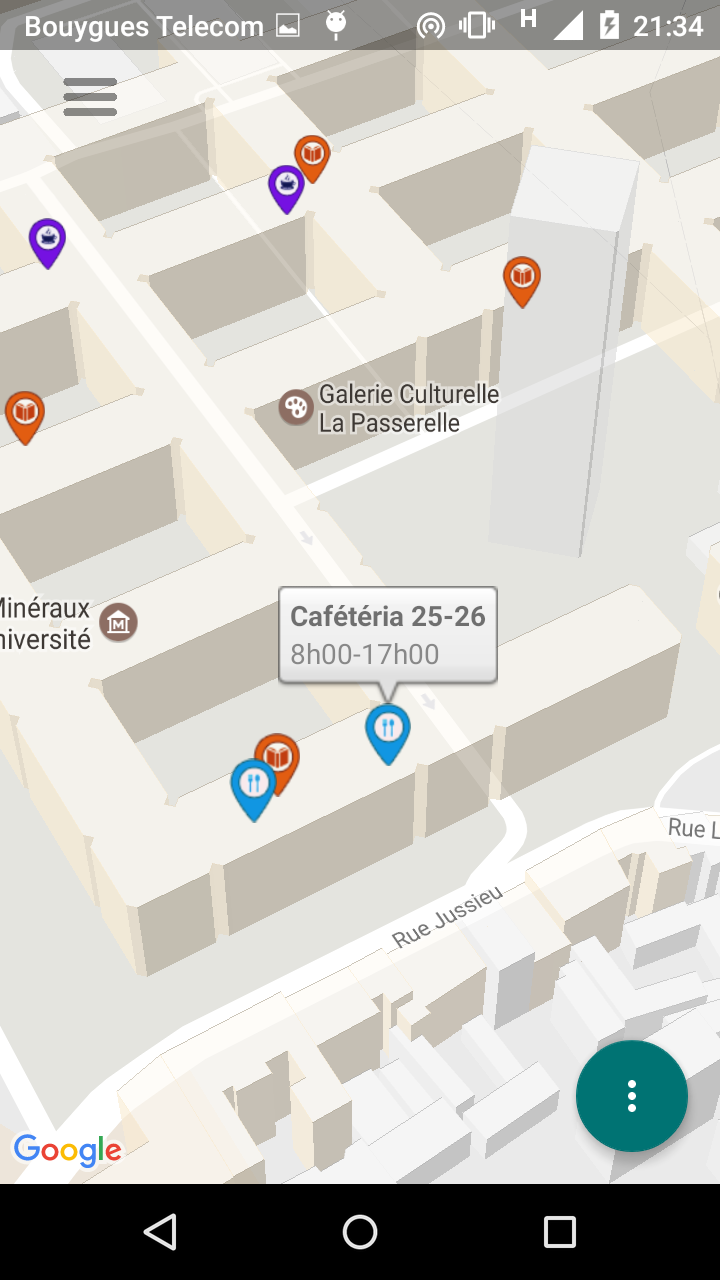 Bouygues Telecom
H
21:34
Galerie Culturelle
La Passerelle
Cafétéria 25-26
8h00-17h00
Minéraux
niversité
Rue L
Rue Jussieu
Google